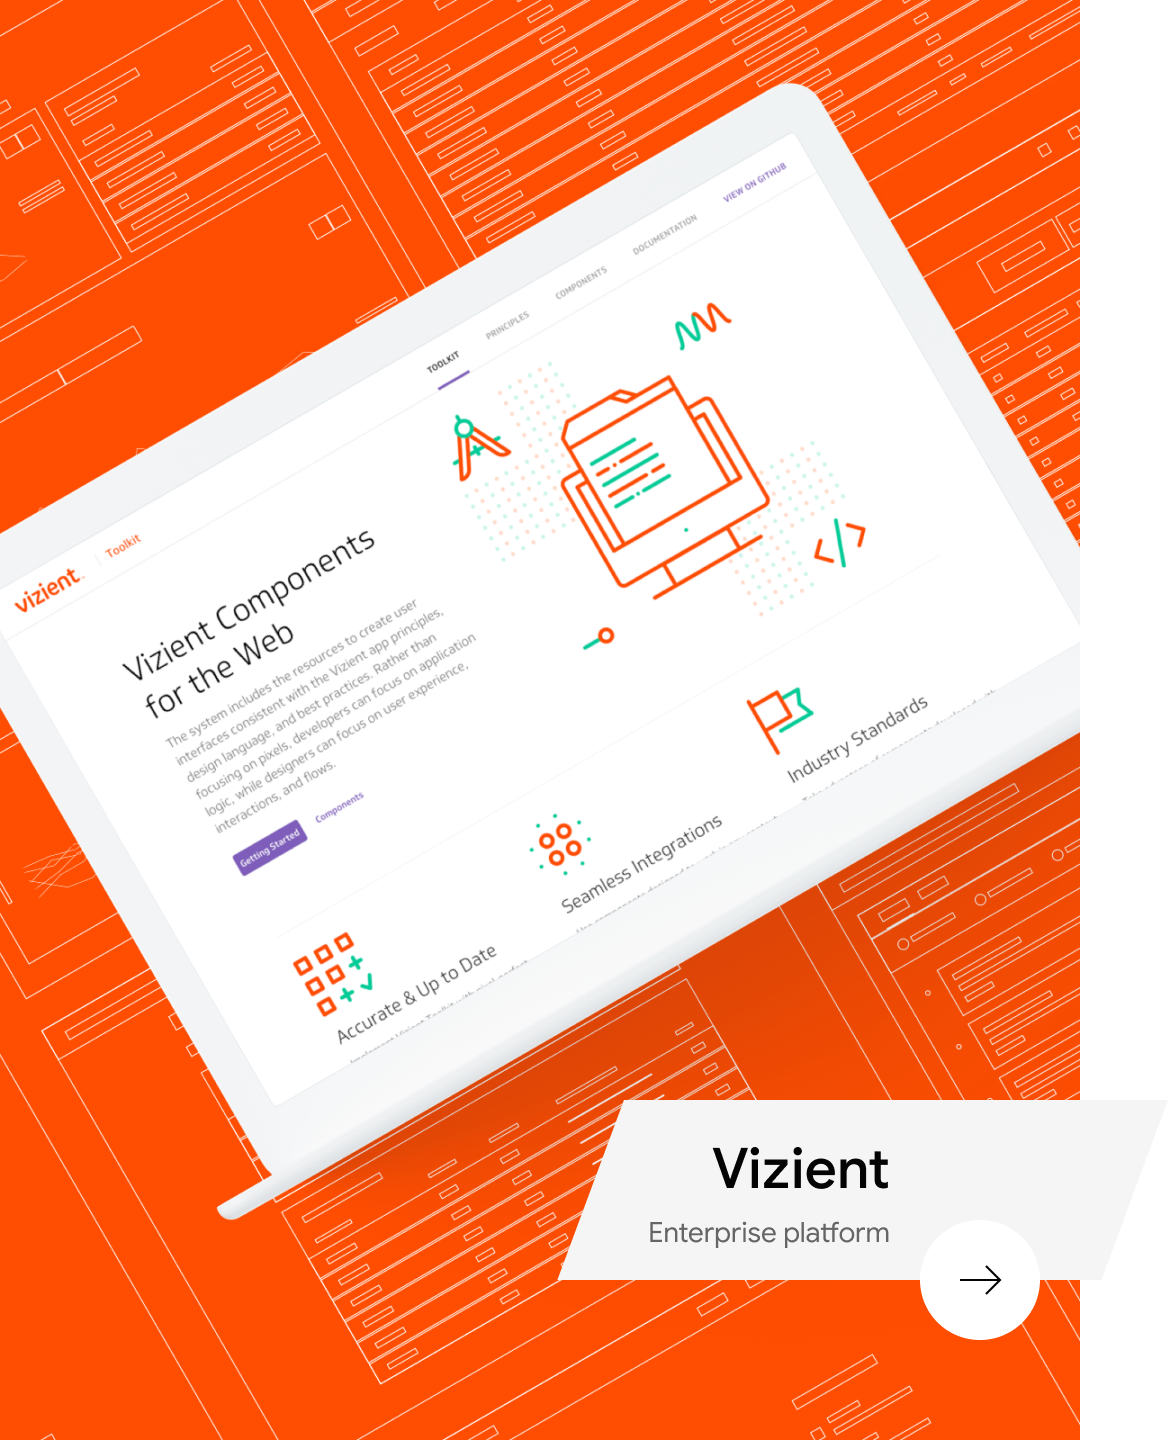 vizient
Toolkit
TOOLKIT
PRINCIPLES
COMPONENTS
DOCUMENTATION
VIEW ON GITHUB
Vizient Components
for the Web
The system includes the resources to create user
interfaces consistent with the Vizient app principles,
design language, and best practices. Rather than
focusing on pixels, developers can focus on application
logic, while designers can focus on user experience,
interactions, and flows.
Getting Started
Components
Accurate & Up to Date
Seamless Integrations
Industry Standards
Vizient
Enterprise platform